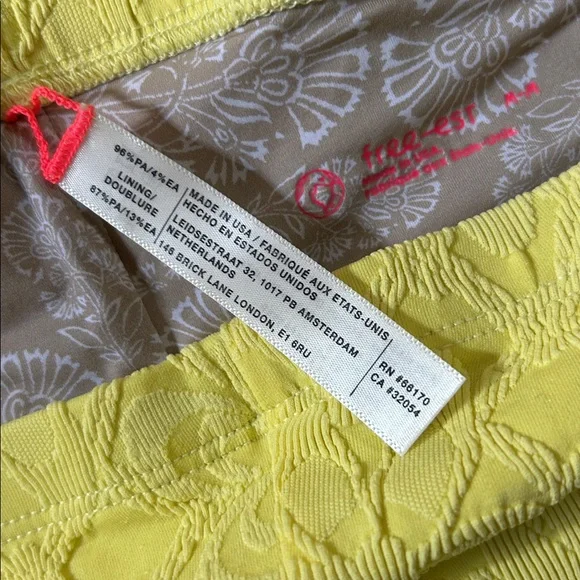 free-est
M-M
96%PA/4%EA
LINING/
DOUBLURE
87%PA/13%EA
MADE IN USA / FABRIQUÉ AUX ETATS-UNIS
HECHO EN ESTADOS UNIDOS
LEIDSESTRAAT 32, 1017 PB AMSTERDAM
NETHERLANDS
146 BRICK LANE LONDON, E1 6RU
RN #66170
CA #32054